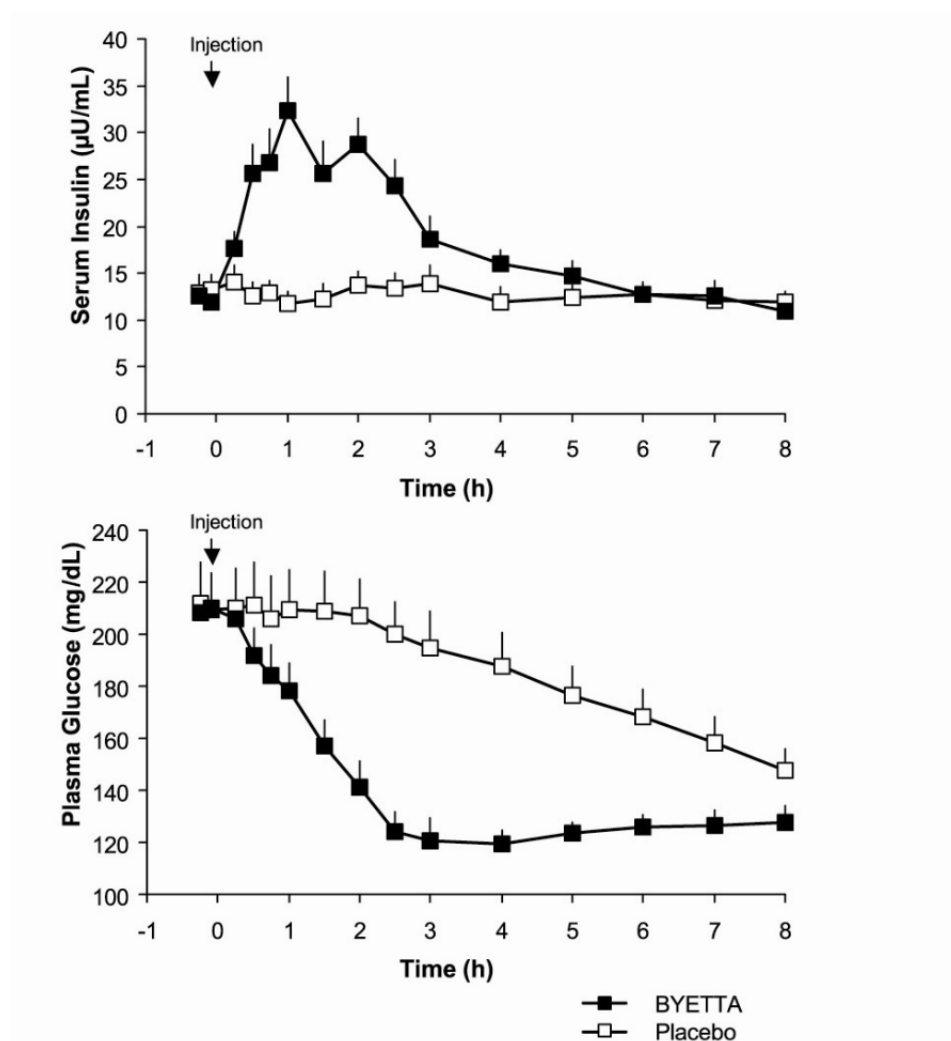 Injection
40
35
30
25
20
15
10
5
0
Serum Insulin (µU/mL)
-1 0 1 2 3 4 5 6 7 8
Time (h)
Injection
240
220
200
180
160
140
120
100
Plasma Glucose (mg/dL)
-1 0 1 2 3 4 5 6 7 8
Time (h)
BYETTA
Placebo